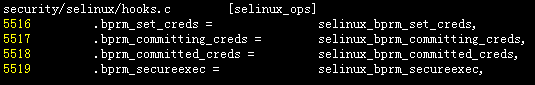 security/selinux/hooks.c [selinux_ops]
5516 .bprm_set_creds = selinux_bprm_set_creds,
5517 .bprm_committing_creds = selinux_bprm_committing_creds,
5518 .bprm_committed_creds = selinux_bprm_committed_creds,
5519 .bprm_secureexec = selinux_bprm_secureexec,